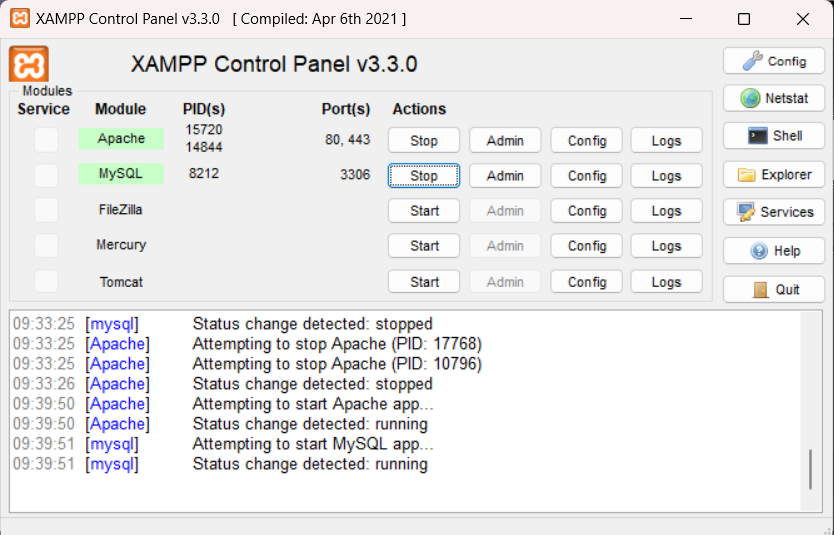 XAMPP Control Panel v3.3.0 [ Compiled: Apr 6th 2021 ]
XAMPP Control Panel v3.3.0
Config
Modules
Service Module PID(s) Port(s) Actions
Netstat
Apache 15720 14844 80, 443 Stop Admin Config Logs
Shell
MySQL 8212 3306 Stop Admin Config Logs
Explorer
FileZilla Start Admin Config Logs
Services
Mercury Start Admin Config Logs
Help
Tomcat Start Admin Config Logs
Quit
09:33:25 [mysql] Status change detected: stopped
09:33:25 [Apache] Attempting to stop Apache (PID: 17768)
09:33:25 [Apache] Attempting to stop Apache (PID: 10796)
09:33:26 [Apache] Status change detected: stopped
09:39:50 [Apache] Attempting to start Apache app...
09:39:50 [Apache] Status change detected: running
09:39:51 [mysql] Attempting to start MySQL app...
09:39:51 [mysql] Status change detected: running